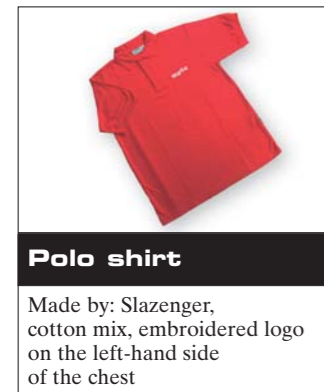 Polo shirt
Made by: Slazenger,
cotton mix, embroidered logo
on the left-hand side
of the chest